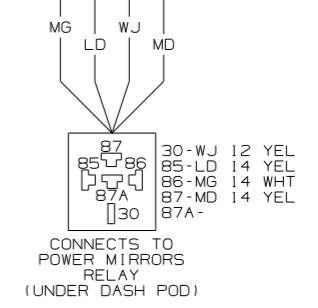 MG
WJ
LD
MD
87
85 86
87A
30
30-WJ 12 YEL
85-LD 14 YEL
86-MG 14 WHT
87-MD 14 YEL
87A-
CONNECTS TO
POWER MIRRORS
RELAY
(UNDER DASH POD)